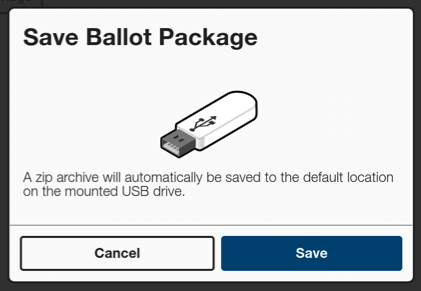 Save Ballot Package
A zip archive will automatically be saved to the default location
on the mounted USB drive.
Cancel
Save